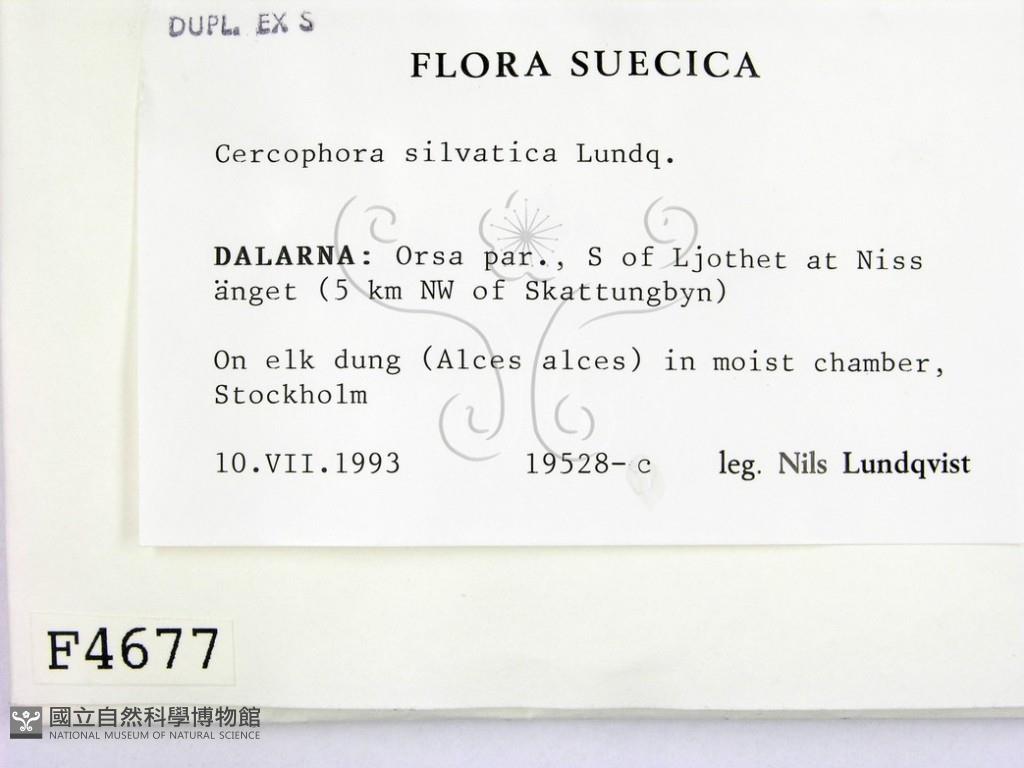 DUPL. EX S
FLORA SUECICA
Cercophora silvatica Lundq.
DALARNA: Orsa par., S of Ljothet at Niss
änget (5 km NW of Skattungbyn)
On elk dung (Alces alces) in moist chamber,
Stockholm
10.VII.1993 19528-c leg. Nils Lundqvist
F4677
國立自然科學博物館
NATIONAL MUSEUM OF NATURAL SCIENCE